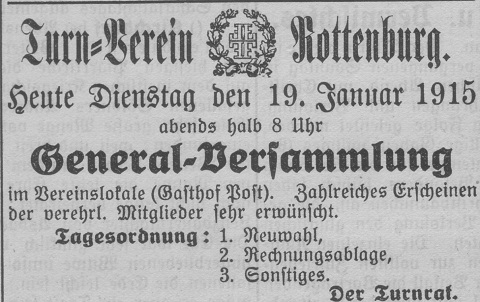 Turn-Verein Rottenburg.
Heute Dienstag den 19. Januar 1915
abends halb 8 Uhr
General-Versammlung
im Vereinslokale (Gasthof Post). Zahlreiches Erscheinen
der verehrl. Mitglieder sehr erwünscht.
Tagesordnung: 1. Neuwahl,
2. Rechnungsablage,
3. Sonstiges.
Der Turnrat.